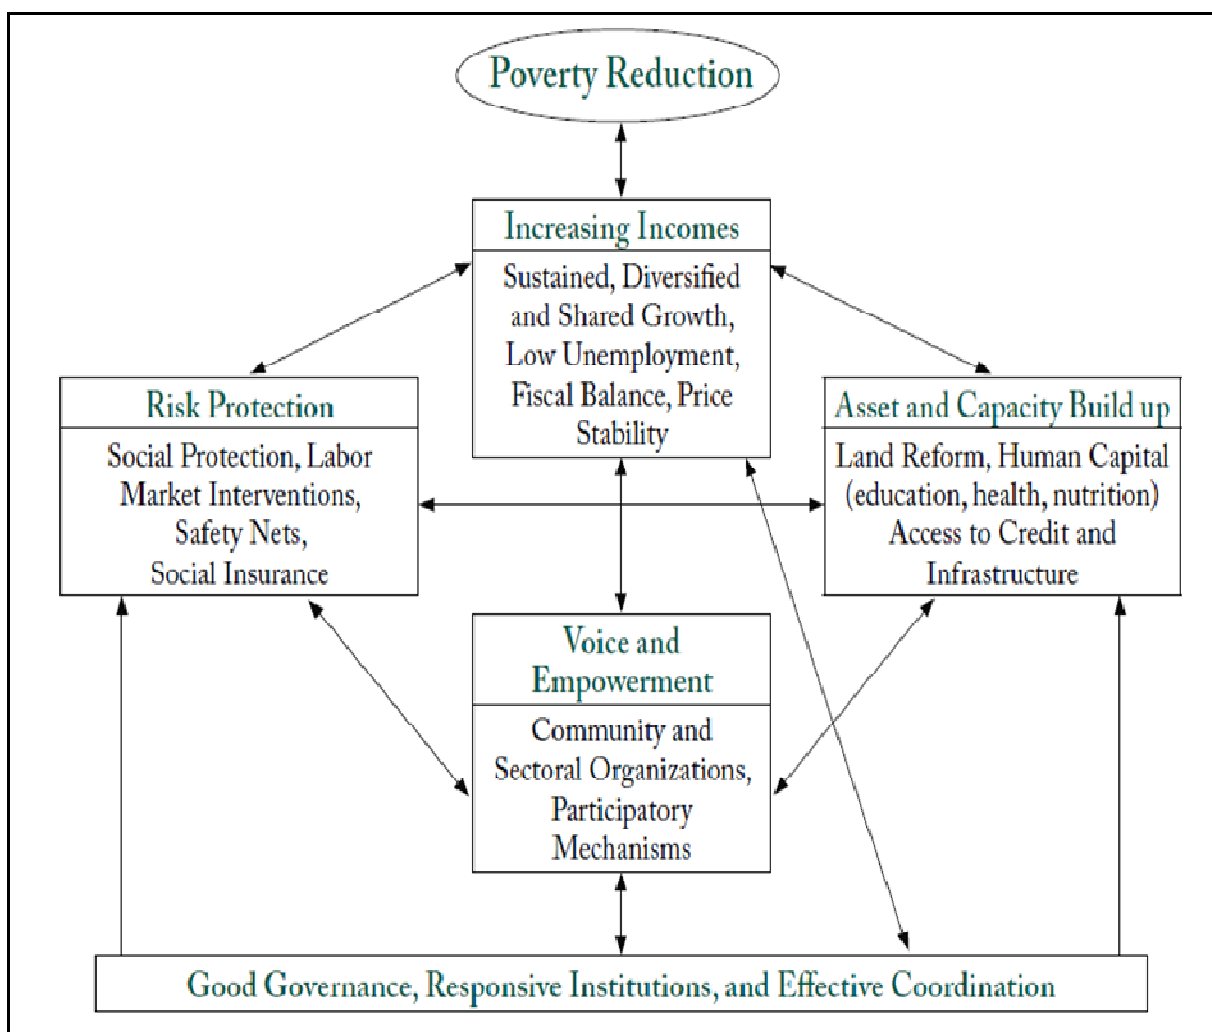 Poverty Reduction
Increasing Incomes
Sustained, Diversified
and Shared Growth,
Low Unemployment,
Fiscal Balance, Price
Stability
Risk Protection
Social Protection, Labor
Market Interventions,
Safety Nets,
Social Insurance
Asset and Capacity Build up
Land Reform, Human Capital
(education, health, nutrition)
Access to Credit and
Infrastructure
Voice and
Empowerment
Community and
Sectoral Organizations,
Participatory
Mechanisms
Good Governance, Responsive Institutions, and Effective Coordination